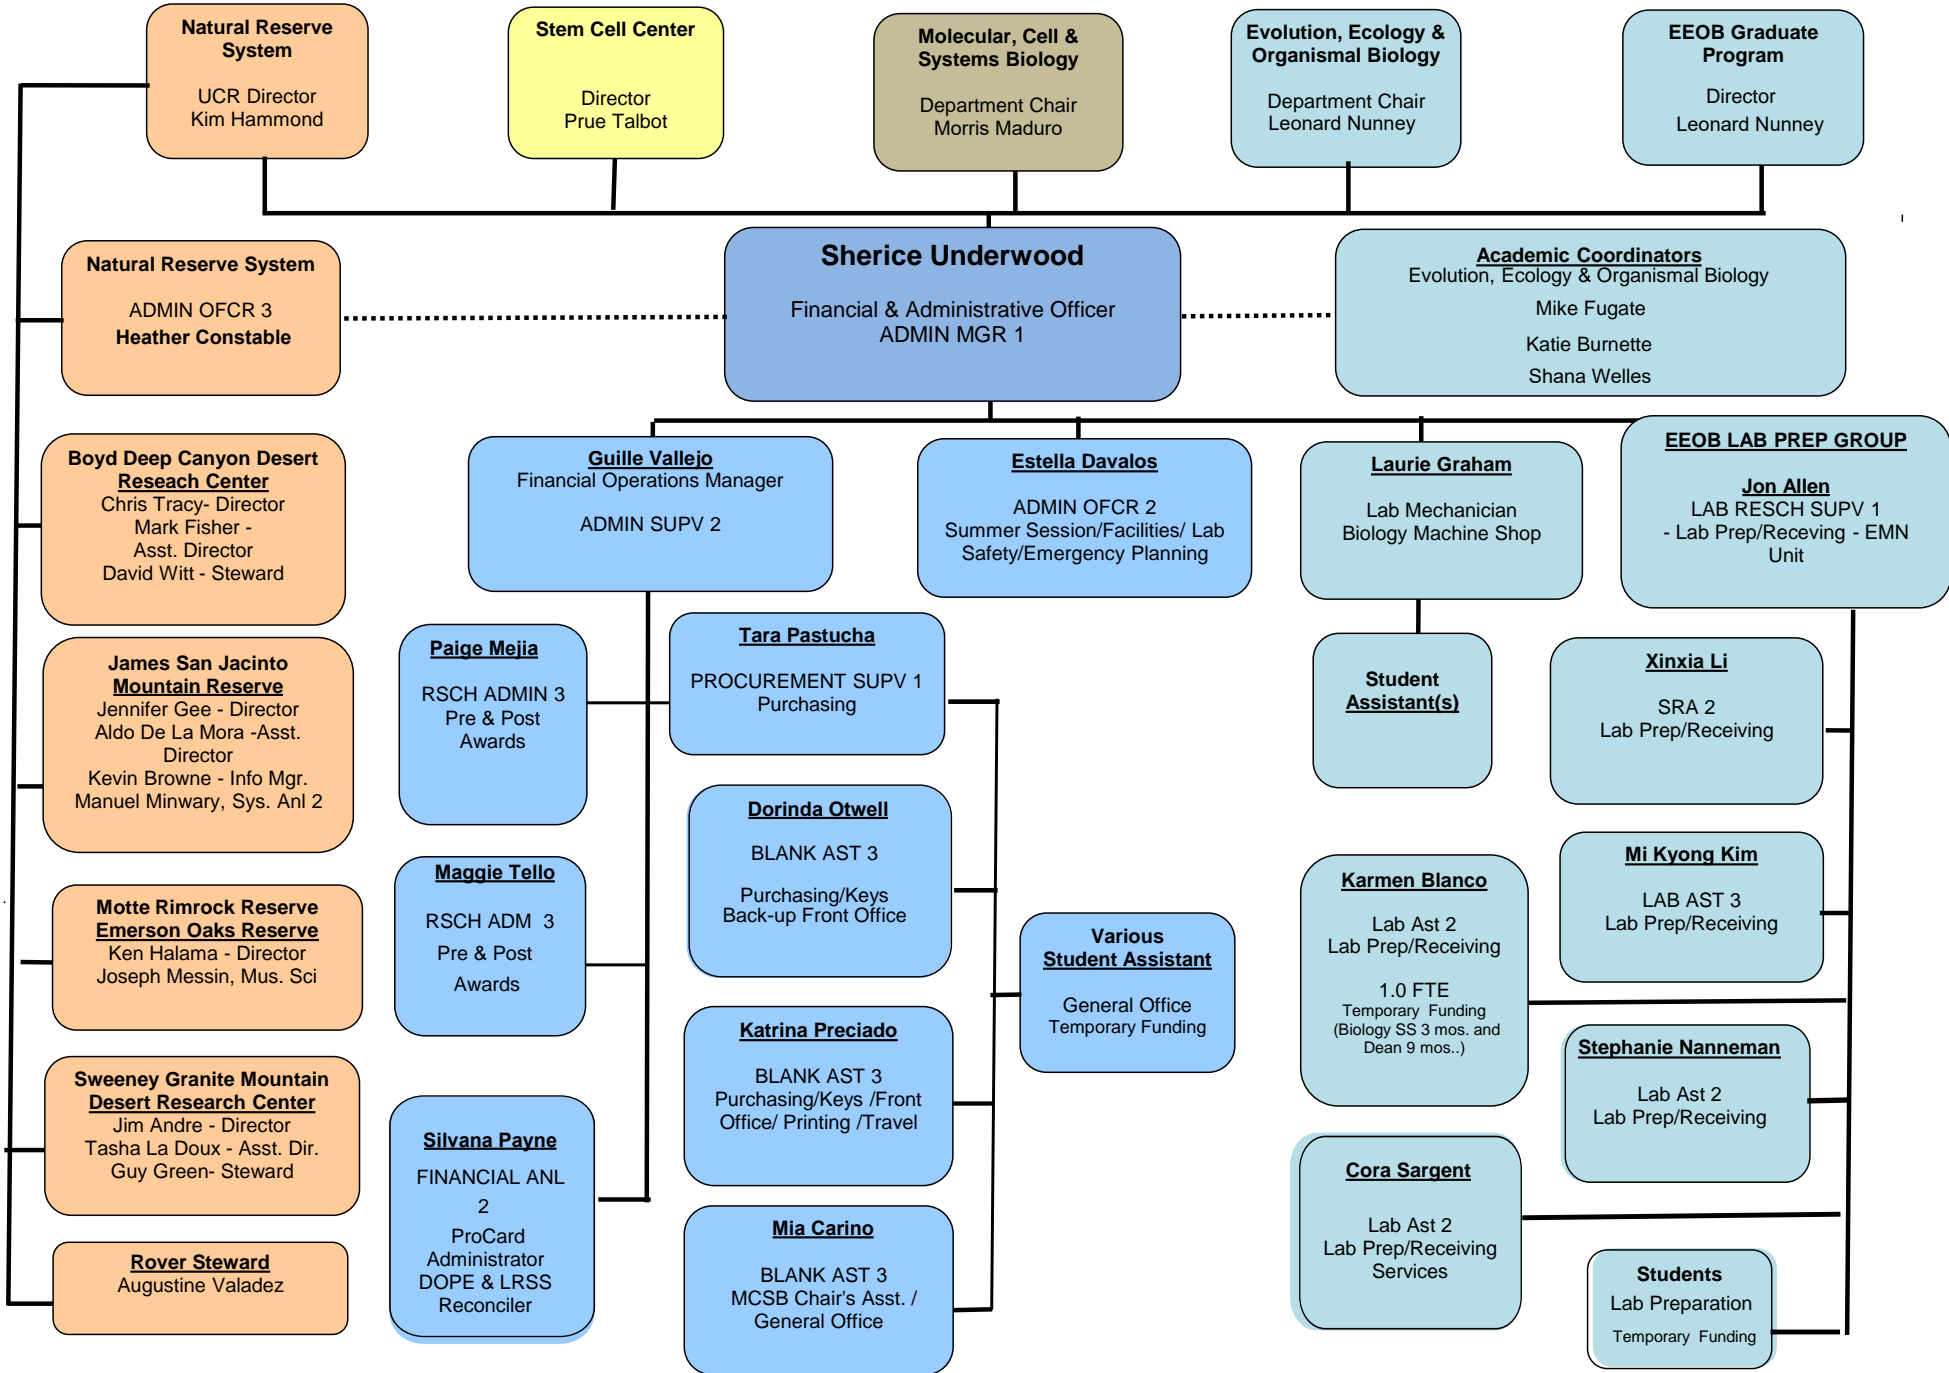 Natural Reserve
System
UCR Director
Kim Hammond
Stem Cell Center
Director
Prue Talbot
Molecular, Cell &
Systems Biology
Department Chair
Morris Maduro
Evolution, Ecology &
Organismal Biology
Department Chair
Leonard Nunney
EEOB Graduate
Program
Director
Leonard Nunney
Natural Reserve System
ADMIN OFCR 3
Heather Constable
Sherice Underwood
Financial & Administrative Officer
ADMIN MGR 1
Academic Coordinators
Evolution, Ecology & Organismal Biology
Mike Fugate
Katie Burnette
Shana Welles
Boyd Deep Canyon Desert
Reseach Center
Chris Tracy- Director
Mark Fisher -
Asst. Director
David Witt - Steward
Guille Vallejo
Financial Operations Manager
ADMIN SUPV 2
Estella Davalos
ADMIN OFCR 2
Summer Session/Facilities/ Lab
Safety/Emergency Planning
Laurie Graham
Lab Mechanician
Biology Machine Shop
EEOB LAB PREP GROUP
Jon Allen
LAB RESCH SUPV 1
- Lab Prep/Receving - EMN
Unit
James San Jacinto
Mountain Reserve
Jennifer Gee - Director
Aldo De La Mora -Asst.
Director
Kevin Browne - Info Mgr.
Manuel Minwary, Sys. Anl 2
Paige Mejia
RSCH ADMIN 3
Pre & Post
Awards
Tara Pastucha
PROCUREMENT SUPV 1
Purchasing
Student
Assistant(s)
Xinxia Li
SRA 2
Lab Prep/Receiving
Dorinda Otwell
BLANK AST 3
Purchasing/Keys
Back-up Front Office
Mi Kyong Kim
LAB AST 3
Lab Prep/Receiving
Motte Rimrock Reserve
Emerson Oaks Reserve
Ken Halama - Director
Joseph Messin, Mus. Sci
Maggie Tello
RSCH ADM  3
Pre & Post
Awards
Various
Student Assistant
General Office
Temporary Funding
Karmen Blanco
Lab Ast 2
Lab Prep/Receiving
1.0 FTE
Temporary  Funding
(Biology SS 3 mos. and
Dean 9 mos..)
Katrina Preciado
BLANK AST 3
Purchasing/Keys /Front
Office/ Printing /Travel
Stephanie Nanneman
Lab Ast 2
Lab Prep/Receiving
Sweeney Granite Mountain
Desert Research Center
Jim Andre - Director
Tasha La Doux - Asst. Dir.
Guy Green- Steward
Silvana Payne
FINANCIAL ANL
2
ProCard
Administrator
DOPE & LRSS
Reconciler
Cora Sargent
Lab Ast 2
Lab Prep/Receiving
Services
Mia Carino
BLANK AST 3
MCSB Chair's Asst. /
General Office
Rover Steward
Augustine Valadez
Students
Lab Preparation
Temporary  Funding